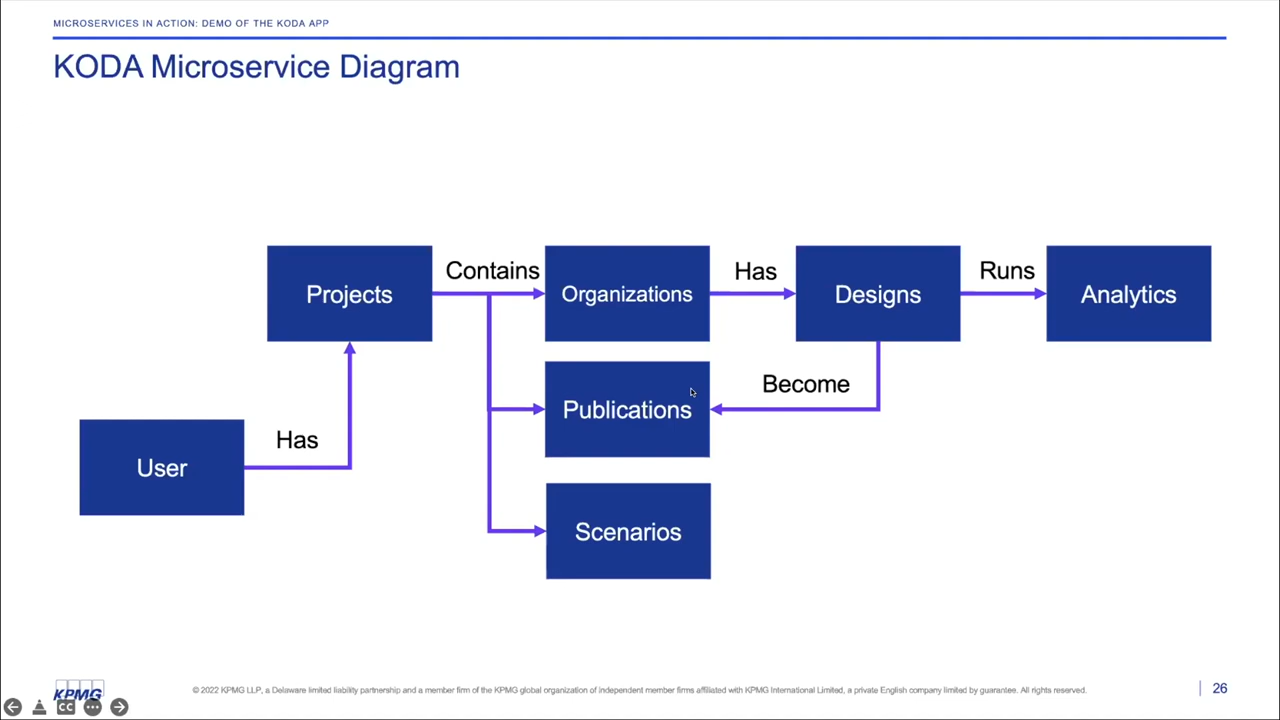 MICROSERVICES IN ACTION: DEMO OF THE KODA APP
KODA Microservice Diagram
Projects
Contains
Organizations
Has
Designs
Runs
Analytics
Publications
Become
User
Has
Scenarios
KPMG
© 2022 KPMG LLP, a Delaware limited liability partnership and a member firm of the KPMG global organization of independent member firms affiliated with KPMG International Limited, a private English company limited by guarantee. All rights reserved.
26
CC